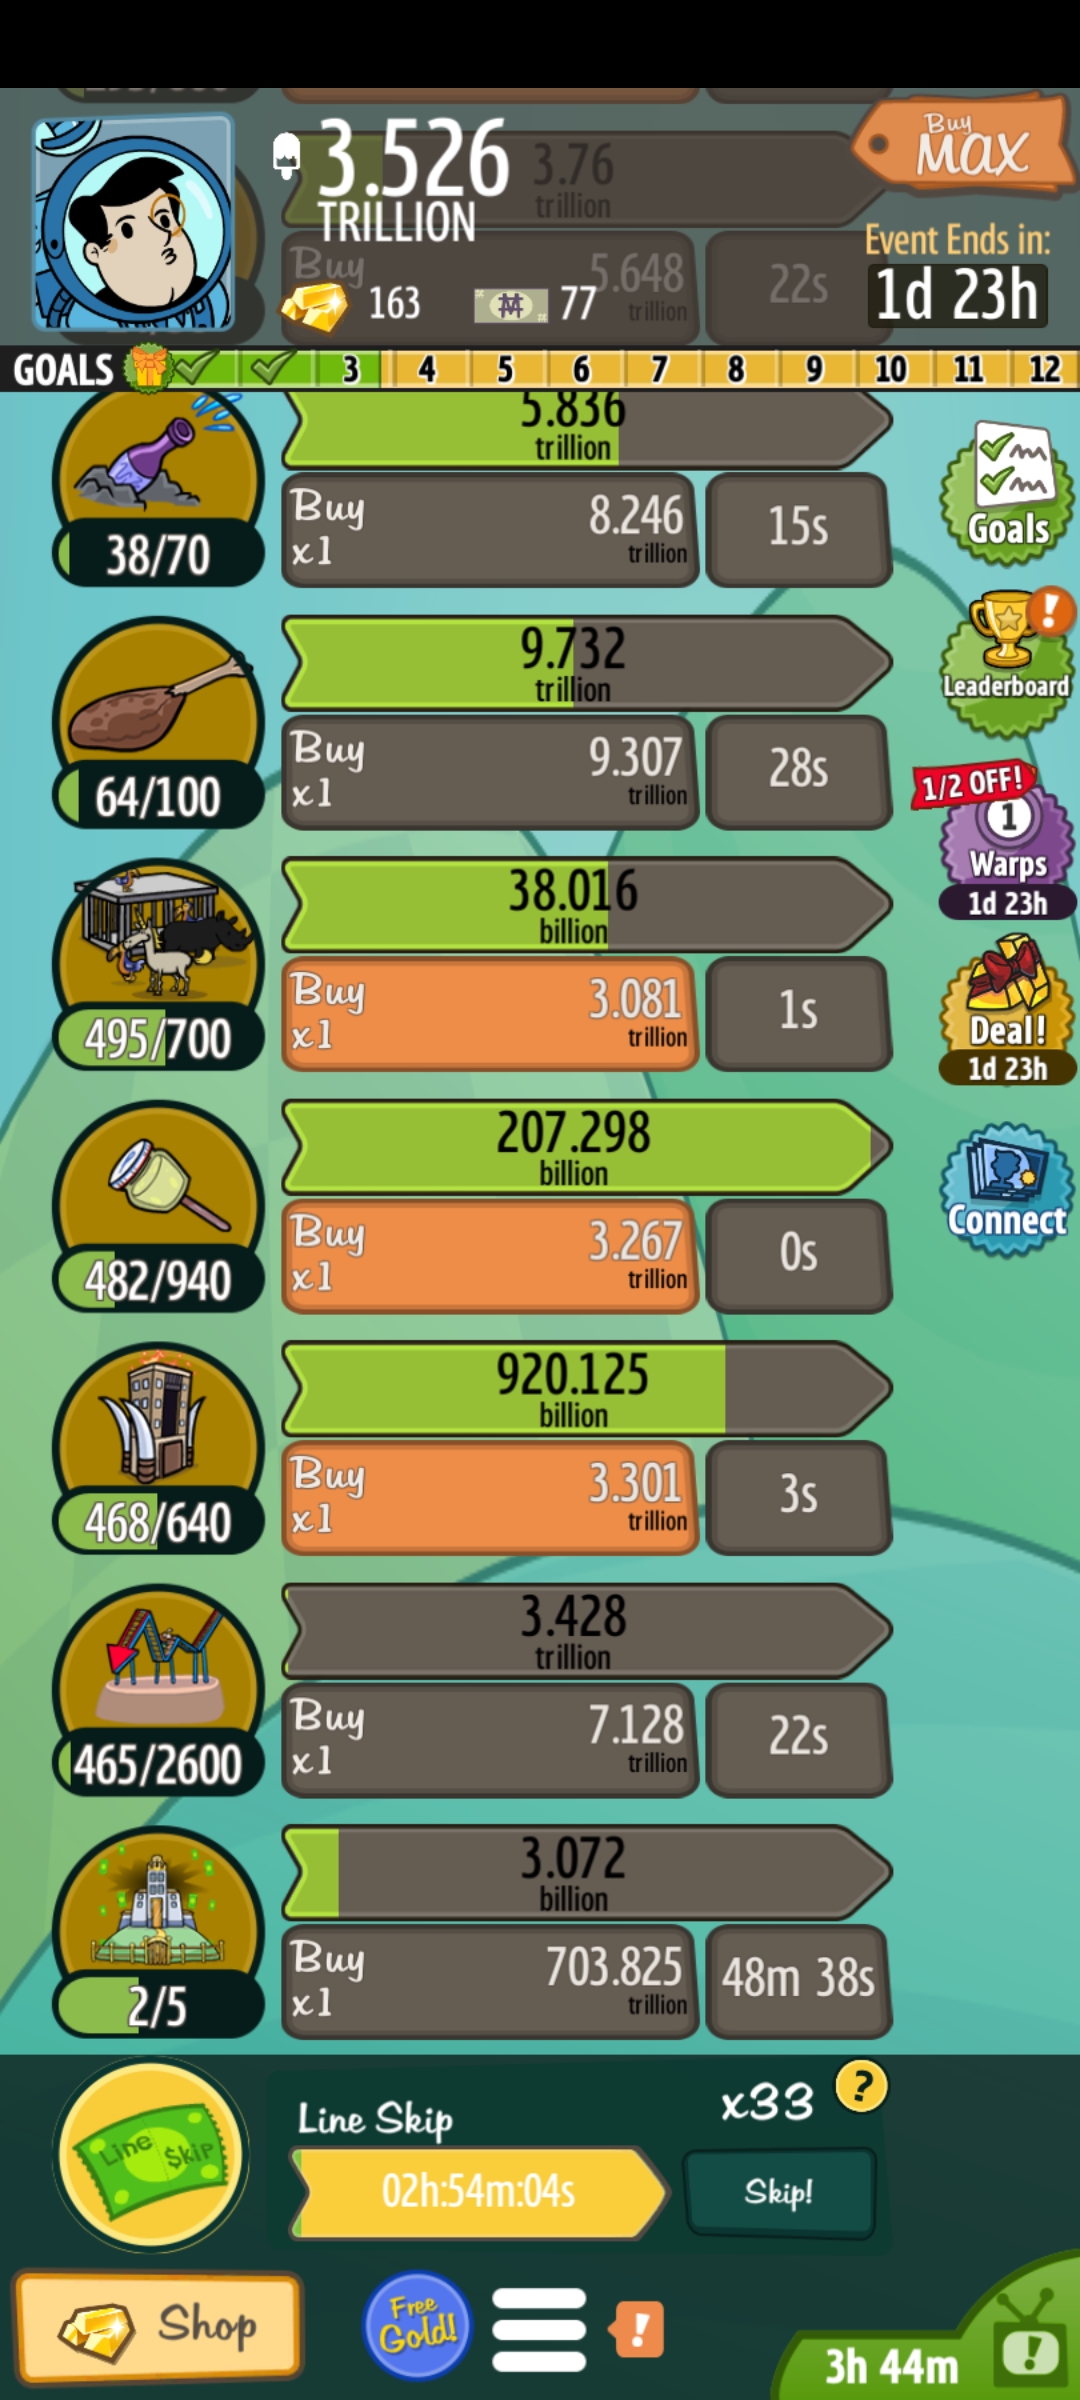 3.526
TRILLION
3.76
trillion
Buy
MAX
Buy
5.648
trillion
22s
163
77
Event Ends in:
1d 23h
GOALS
3
4
5
6
7
8
9
10
11
12
5.836
trillion
38/70
Buy
x1
8.246
trillion
15s
Goals
9.732
trillion
64/100
Buy
x1
9.307
trillion
28s
!
Leaderboard
1/2 OFF!
1
Warps
1d 23h
38.016
billion
495/700
Buy
x1
3.081
trillion
1s
Deal!
1d 23h
207.298
billion
482/940
Buy
x1
3.267
trillion
0s
Connect
920.125
billion
468/640
Buy
x1
3.301
trillion
3s
3.428
trillion
465/2600
Buy
x1
7.128
trillion
22s
3.072
billion
2/5
Buy
x1
703.825
trillion
48m 38s
Line $kip
Line Skip
x33
?
02h:54m:04s
Skip!
Shop
Free
Gold!
!
3h 44m
!